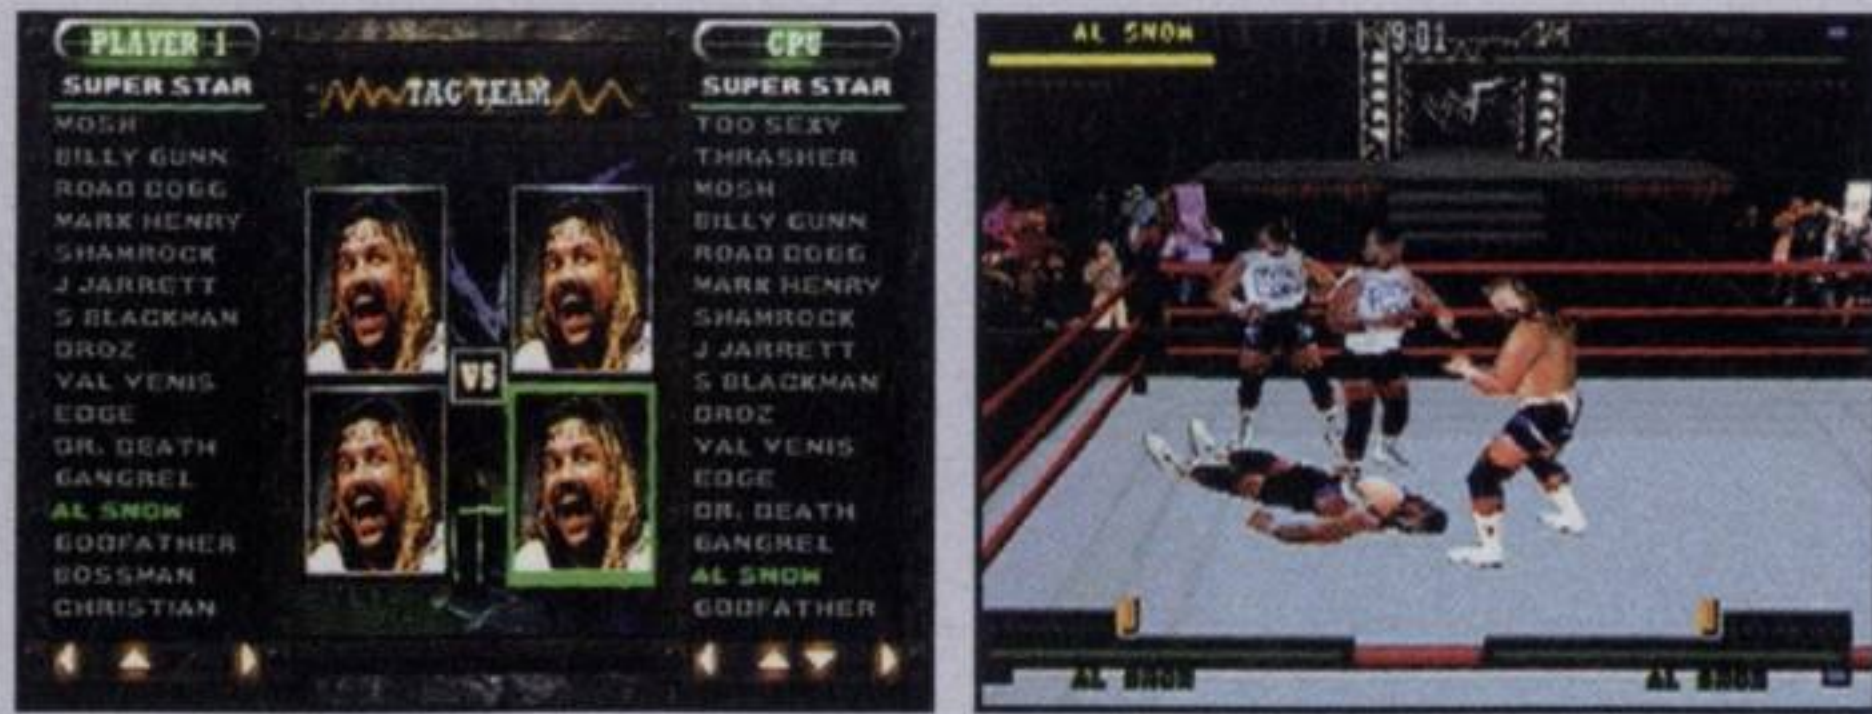 PLAYER 1
SUPER STAR
MOSH
BILLY GUNN
ROAD DOGG
MARK HENRY
SHAMROCK
J JARRETT
S BLACKMAN
DROZ
VAL VENIS
EDGE
DR. DEATH
GANGREL
AL SNOW
GODFATHER
BOSSMAN
CHRISTIAN
TAG TEAM
VS
CPU
SUPER STAR
TOO SEXY
THRASHER
MOSH
BILLY GUNN
ROAD DOGG
MARK HENRY
SHAMROCK
J JARRETT
S BLACKMAN
DROZ
VAL VENIS
EDGE
DR. DEATH
GANGREL
AL SNOW
GODFATHER
AL SNOW
9:01
AL SNOW
AL SNOW